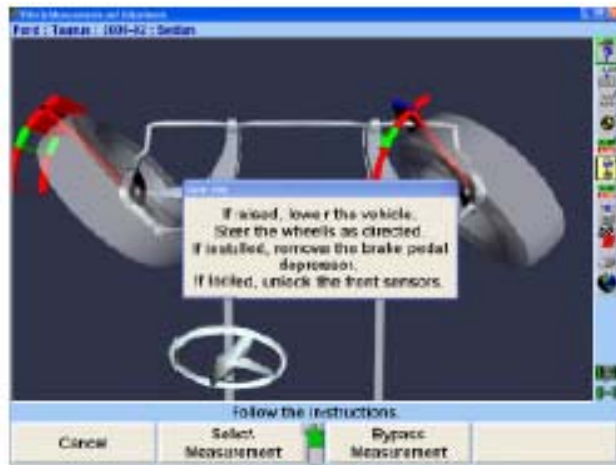 Ford : Taurus : 2000-02 : Sedan
If raised, lower the vehicle.
Steer the wheels as directed.
If installed, remove the brake pedal
depressor.
If locked, unlock the front sensors.
Follow the instructions.
Cancel
Select
Measurement
Bypass
Measurement